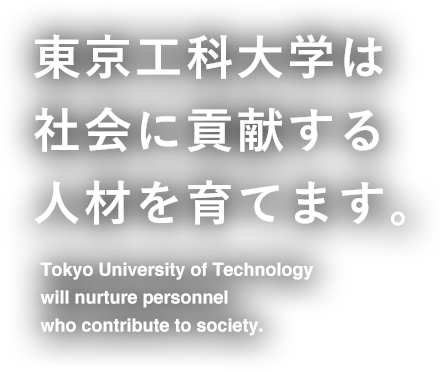 東京工科大学は
社会に貢献する
人材を育てます。
Tokyo University of Technology
will nurture personnel
who contribute to society.